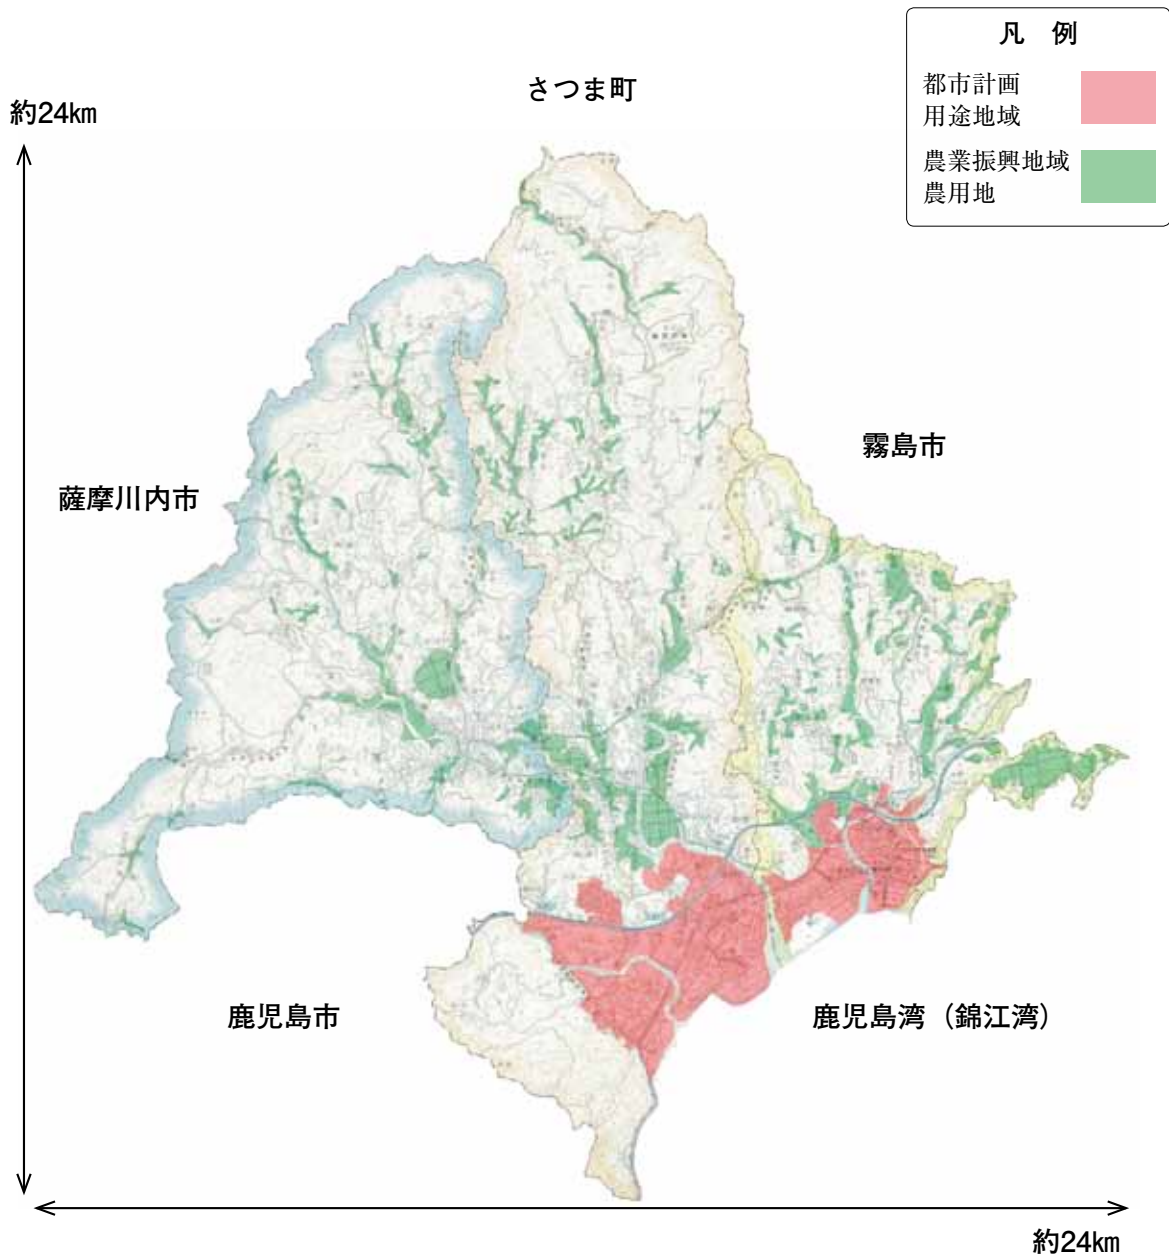 凡 例
都市計画
用途地域
農業振興地域
農用地
さつま町
約24㎞
霧島市
薩摩川内市
鹿児島市
鹿児島湾（錦江湾）
約24㎞